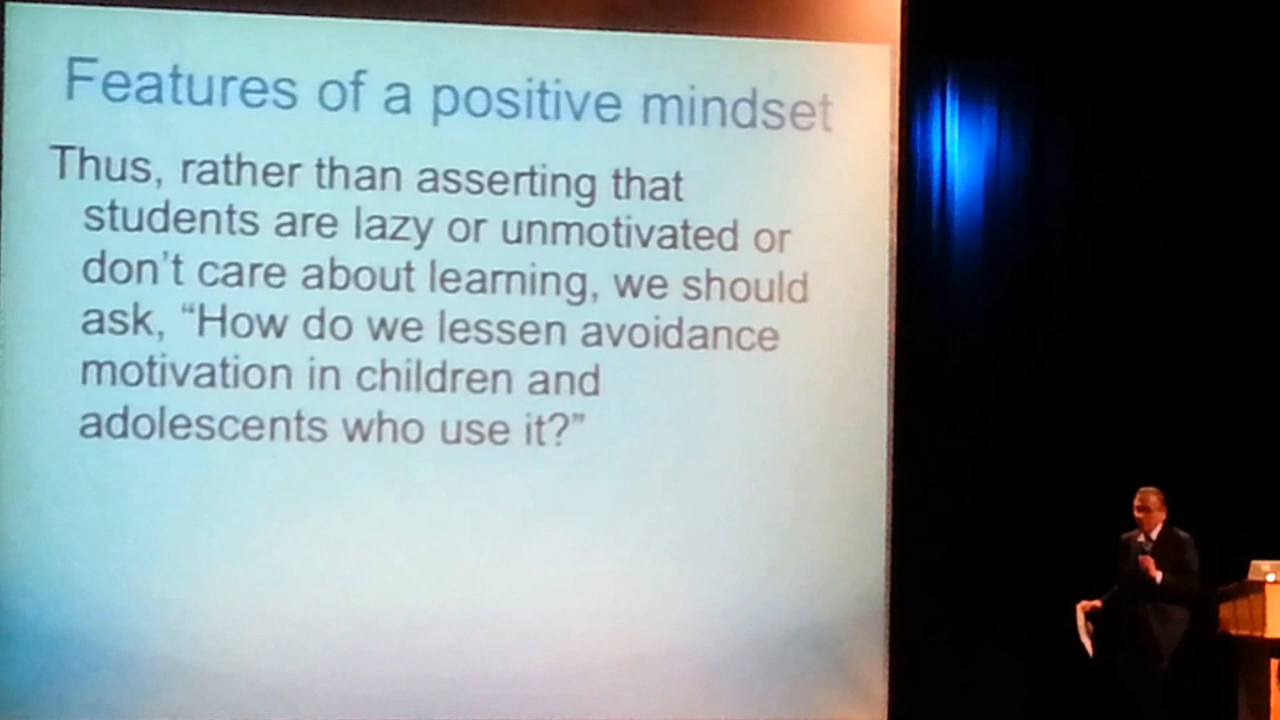 Features of a positive mindset
Thus, rather than asserting that
students are lazy or unmotivated or
don't care about learning, we should
ask, “How do we lessen avoidance
motivation in children and
adolescents who use it?”